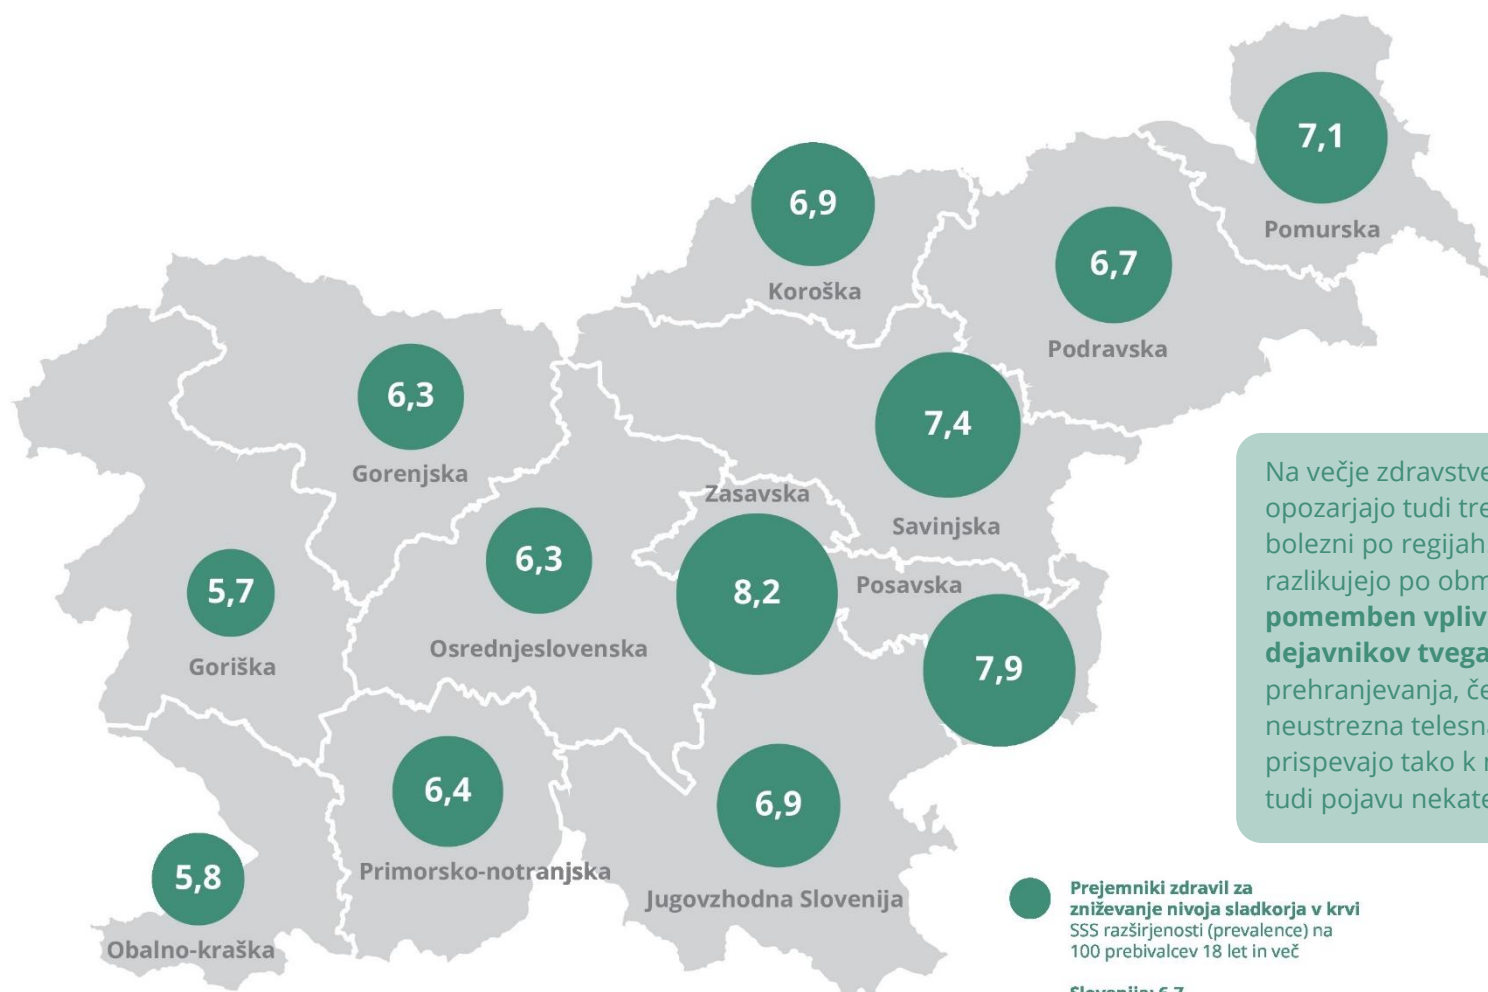 7,1
Pomurska
6,9
Koroška
6,7
Podravska
6,3
Gorenjska
7,4
Savinjska
Zasavska
8,2
6,3
Osrednjeslovenska
5,7
Goriška
Posavska
7,9
6,4
Primorsko-notranjska
6,9
Jugovzhodna Slovenija
5,8
Obalno-kraška
Na večje zdravstve
opozarjajo tudi tre
bolezni po regijah
razlikujejo po obm
pomemben vpliv
dejavnikov tvega
prehranjevanja, če
neustrezna telesna
prispevajo tako k
tudi pojavu nekate
Prejemniki zdravil za
zniževanje nivoja sladkorja v krvi
SSS razširjenosti (prevalence) na
100 prebivalcev 18 let in več
Slovenija: 6,7